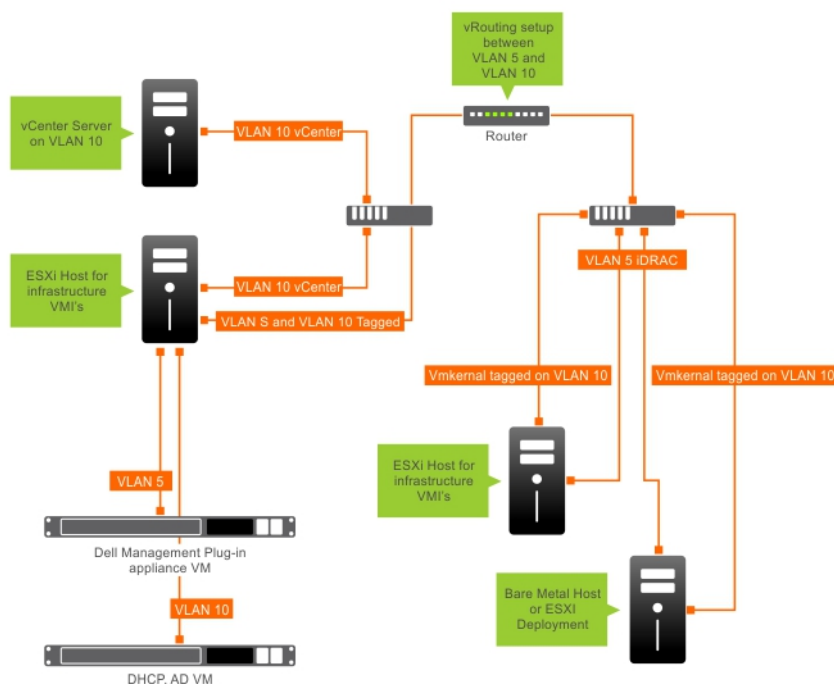 vRouting setup
between
VLAN 5 and
VLAN 10
vCenter Server
on VLAN 10
VLAN 10 vCenter
Router
ESXi Host for
infrastructure
VMI's
VLAN 10 vCenter
VLAN S and VLAN 10 Tagged
VLAN 5 iDRAC
Vmkernal tagged on VLAN 10
Vmkernal tagged on VLAN 10
ESXi Host for
infrastructure
VMI's
VLAN 5
Dell Management Plug-in
appliance VM
Bare Metal Host
or ESXI
Deployment
VLAN 10
DHCP, AD VM